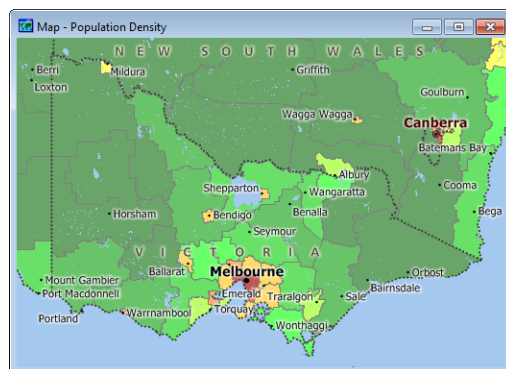 Map - Population Density
NEW SOUTH WALES
Berri
Mildura
Griffith
Loxton
Goulburn
Wagga Wagga
Canberra
Batemans Bay
Albury
Shepparton
Wangaratta
Cooma
Horsham
Bendigo
Benalla
Bega
Seymour
VICTORIA
Ballarat
Melbourne
Orbost
Mount Gambier
Bairnsdale
Port Macdonnell
Emerald
Traralgon
Sale
Portland
Warrnambool
Torquay
Wonthaggi